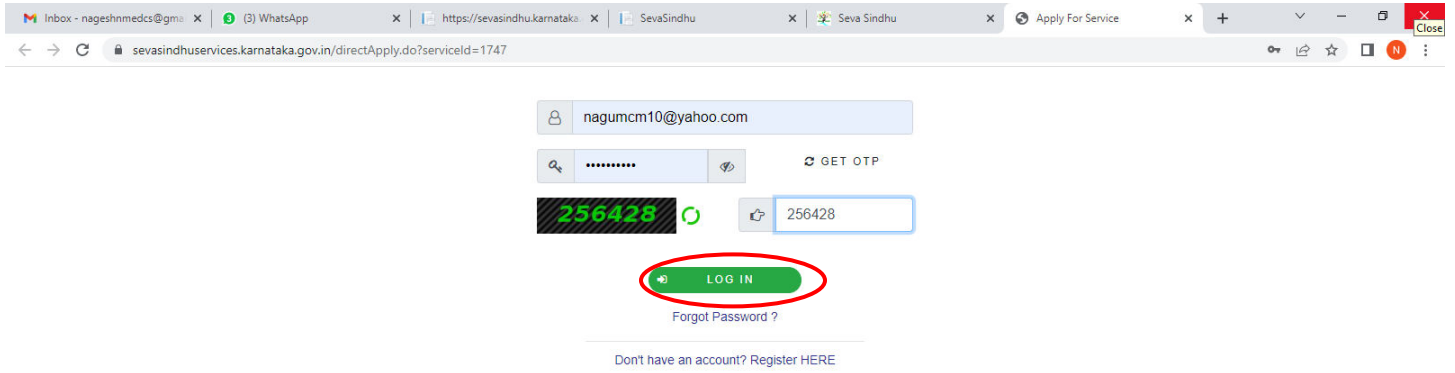 Inbox - nageshnmedcs@gma
(3) WhatsApp
https://sevasindhu.karnataka.
SevaSindhu
Seva Sindhu
Apply For Service
Close
sevasindhuservices.karnataka.gov.in/directApply.do?serviceId=1747
N
nagumcm10@yahoo.com
•••••••••• GET OTP
256428 256428
LOG IN
Forgot Password ?
Don't have an account? Register HERE